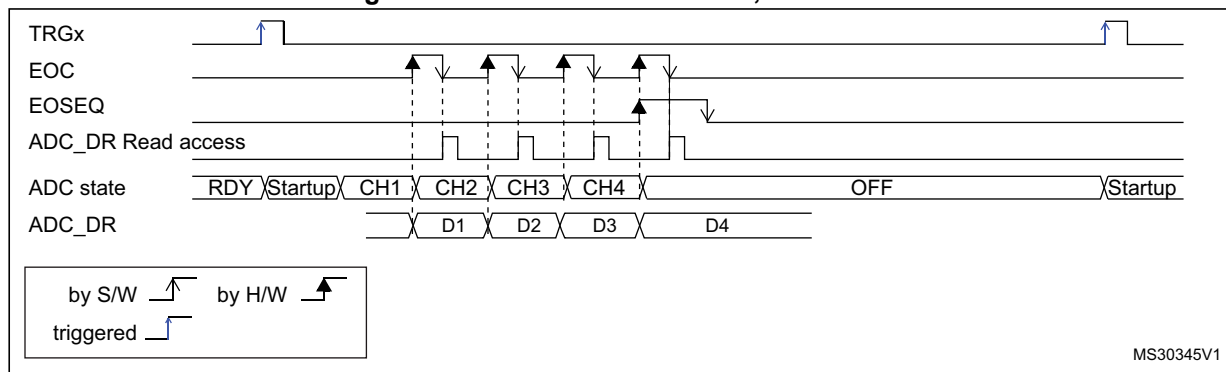 TRGx
EOC
EOSEQ
ADC_DR Read access
ADC state RDY Startup CH1 CH2 CH3 CH4 OFF Startup
ADC_DR D1 D2 D3 D4
by S/W by H/W
triggered
MS30345V1